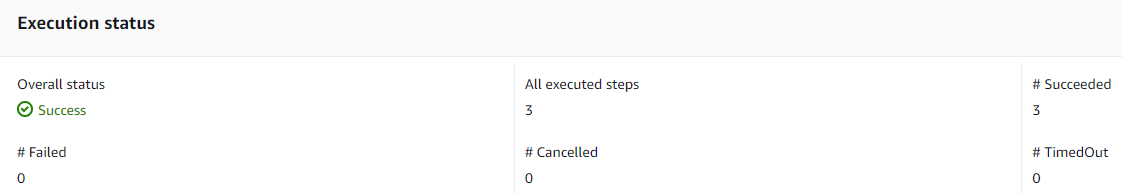 Execution status
Overall status
Success
All executed steps
3
# Succeeded
3
# Failed
0
# Cancelled
0
# TimedOut
0